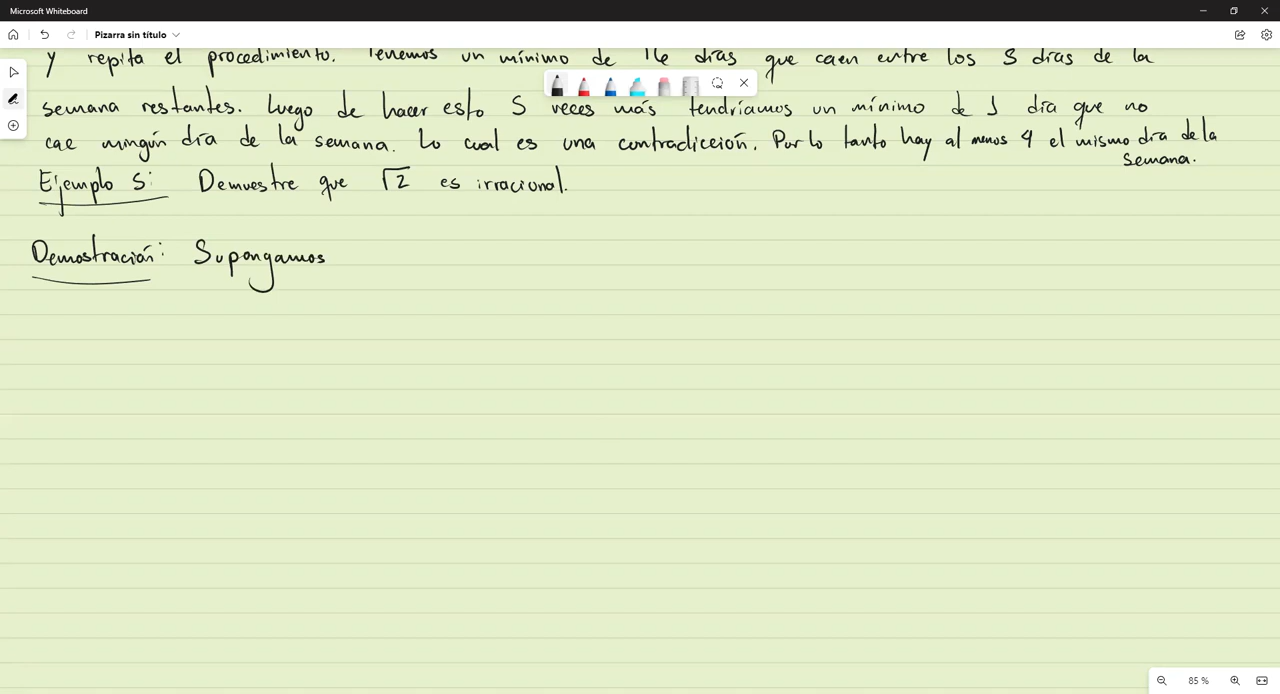 Microsoft Whiteboard
Pizarra sin título
y repita el procedimiento. Tenemos un mínimo de 16 días que caen entre los 5 días de la
semana restantes. Luego de hacer esto 5 veces más tendríamos un mínimo de 1 día que no
cae ningún día de la semana. Lo cual es una contradicción. Por lo tanto hay al menos 4 el mismo día de la
semana.
Ejemplo 5: Demuestre que √2 es irracional.
Demostración: Supongamos
85 %